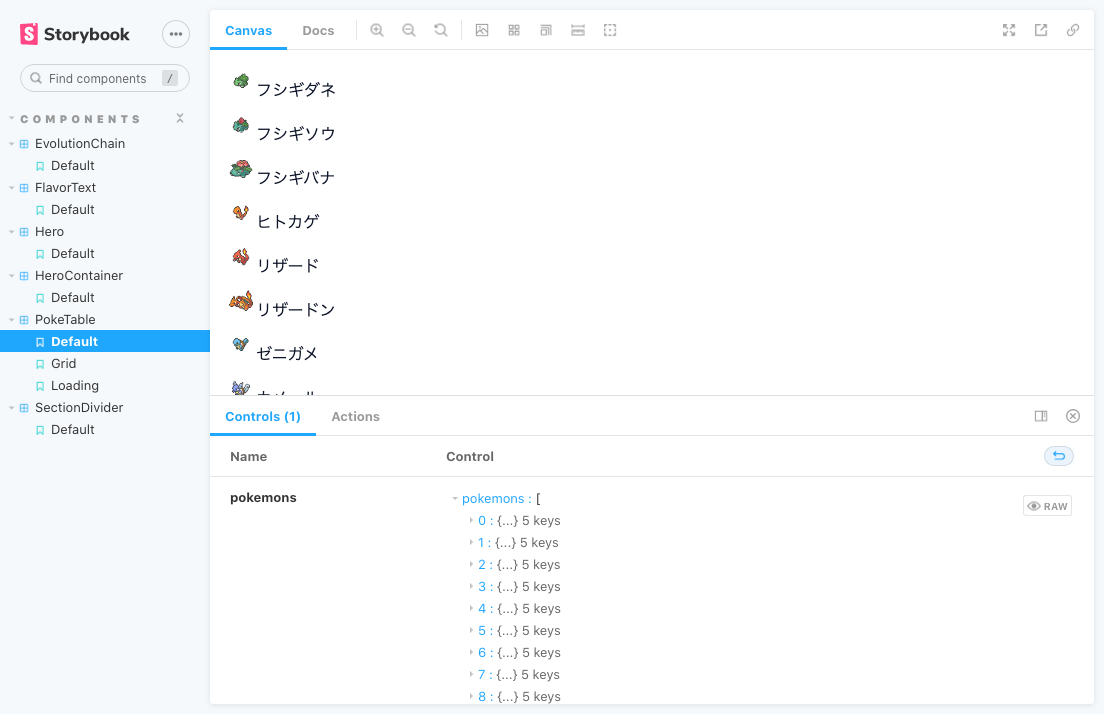 Storybook
Find components /
COMPONENTS
EvolutionChain
Default
FlavorText
Default
Hero
Default
HeroContainer
Default
PokeTable
Default
Grid
Loading
SectionDivider
Default
Canvas Docs
フシギダネ
フシギソウ
フシギバナ
ヒトカゲ
リザード
リザードン
ゼニガメ
カメール
Controls (1) Actions
Name Control
pokemons
pokemons : [
RAW
0 : {...} 5 keys
1 : {...} 5 keys
2 : {...} 5 keys
3 : {...} 5 keys
4 : {...} 5 keys
5 : {...} 5 keys
6 : {...} 5 keys
7 : {...} 5 keys
8 : {...} 5 keys